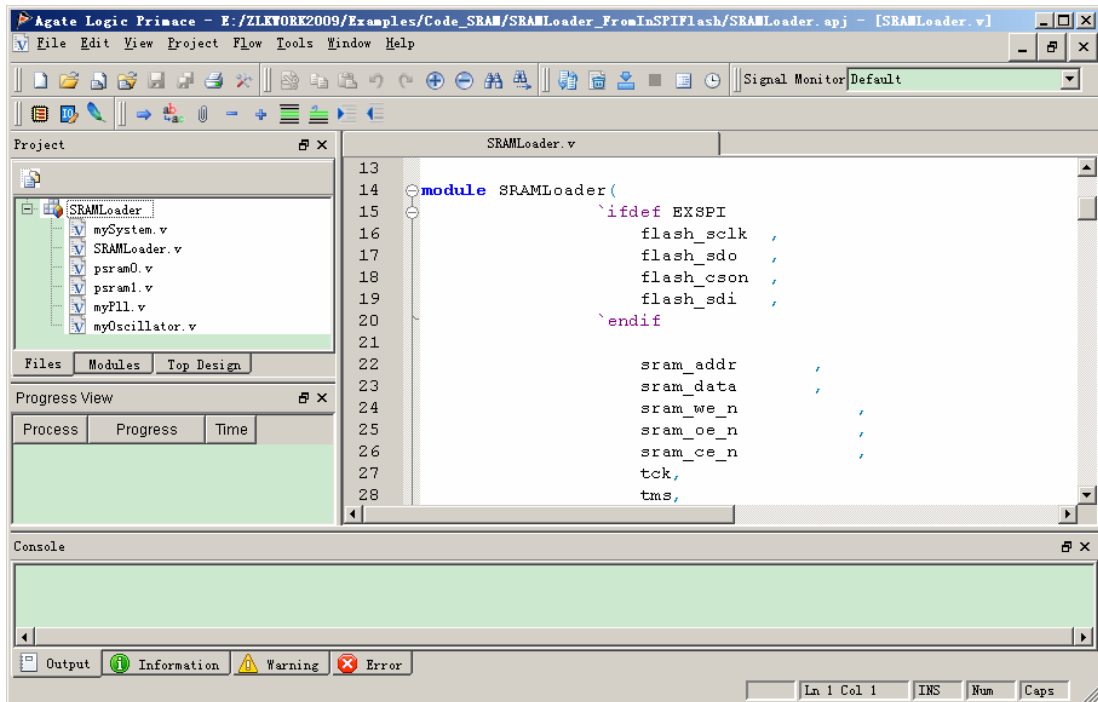 Agate Logic Primace - E:/ZLKWORK2009/Examples/Code_SRAM/SRAMLoader_FromInSPIFlash/SRAMLoader.apj - [SRAMLoader.v]
File Edit View Project Flow Tools Window Help
Signal Monitor Default
Project
SRAMLoader
mySystem.v
SRAMLoader.v
psram0.v
psram1.v
myPll.v
myOscillator.v
Files Modules Top Design
Progress View
Process Progress Time
SRAMLoader.v
13
14 module SRAMLoader(
15 `ifdef EXSPI
16 flash_sclk ,
17 flash_sdo ,
18 flash_cson ,
19 flash_sdi ,
20 `endif
21
22 sram_addr ,
23 sram_data ,
24 sram_we_n ,
25 sram_oe_n ,
26 sram_ce_n ,
27 tck,
28 tms,
Console
Output Information Warning Error
Ln 1 Col 1 INS Num Caps